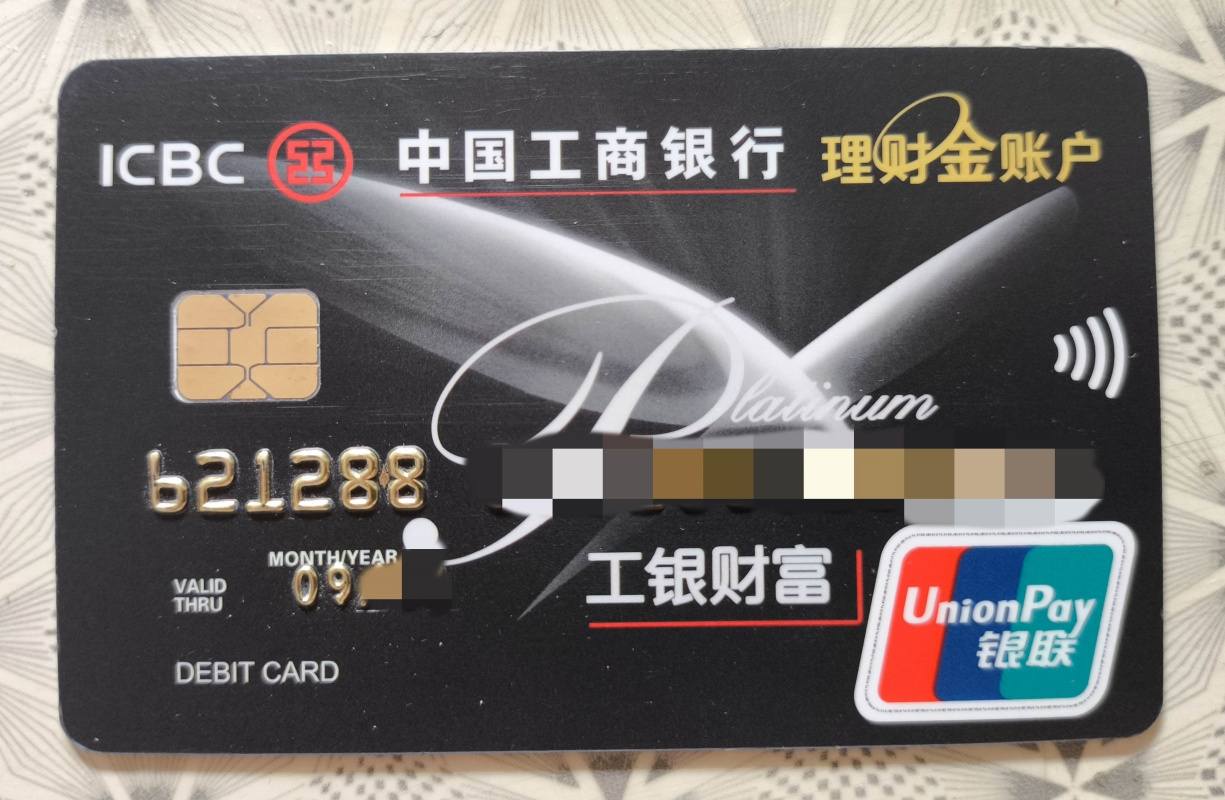 ICBC 中国工商银行 理财金账户
Platinum
621288
MONTH/YEAR
VALID THRU 09
工银财富
UnionPay
银联
DEBIT CARD